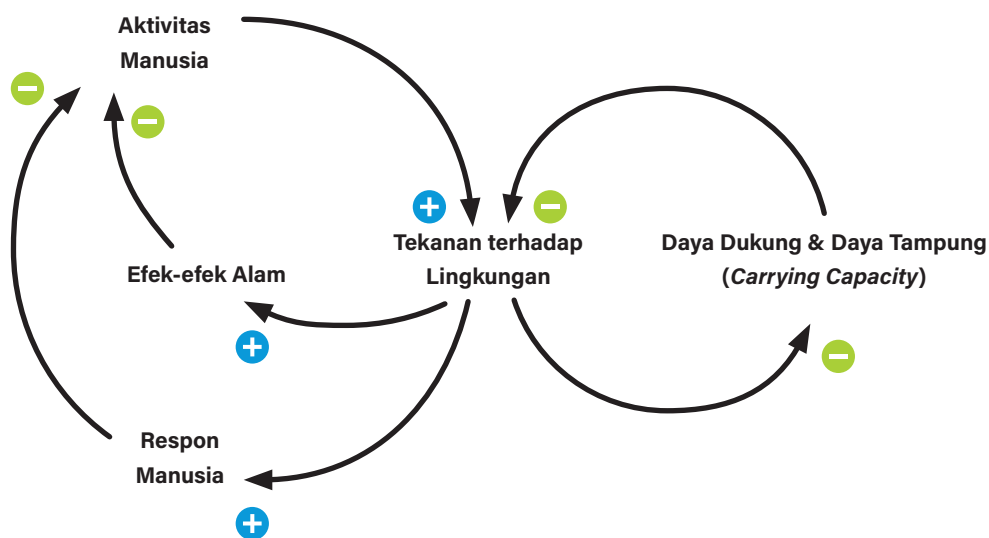 Aktivitas
Manusia
−
−
+
−
Tekanan terhadap
Lingkungan
Daya Dukung & Daya Tampung
(Carrying Capacity)
Efek-efek Alam
+
−
Respon
Manusia
+